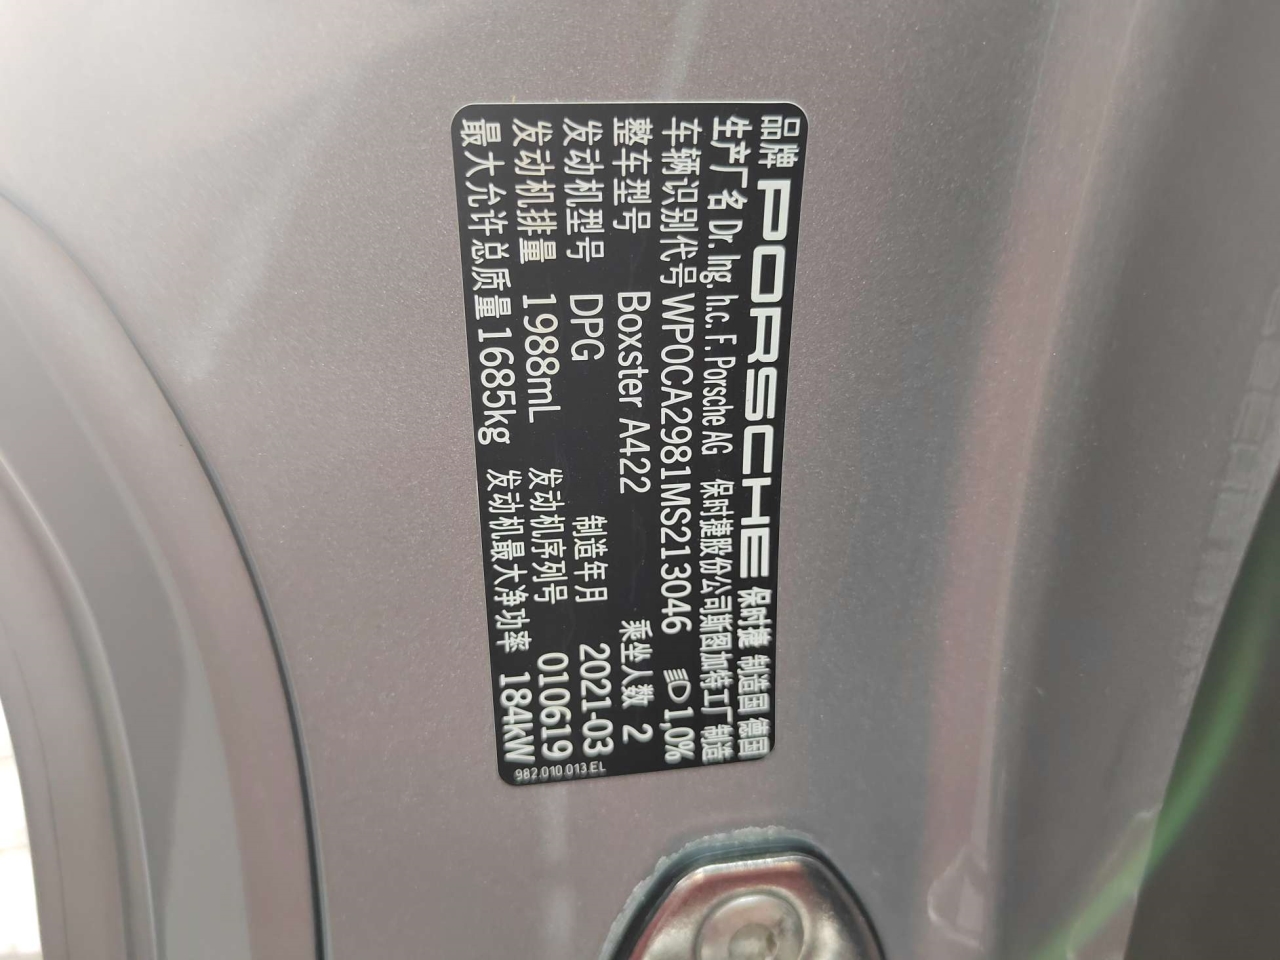 品牌 PORSCHE 保时捷 制造国 德国
生产厂名 Dr. Ing. h.c. F. Porsche AG 保时捷股份公司斯图加特工厂制造
车辆识别代号 WP0CA2981MS213046 1,0%
整车型号 Boxster A422 乘坐人数 2
发动机型号 DPG 制造年月 2021-03
发动机排量 1988mL 发动机序列号 010619
最大允许总质量 1685kg 发动机最大净功率 184kW
982.010.013.EL